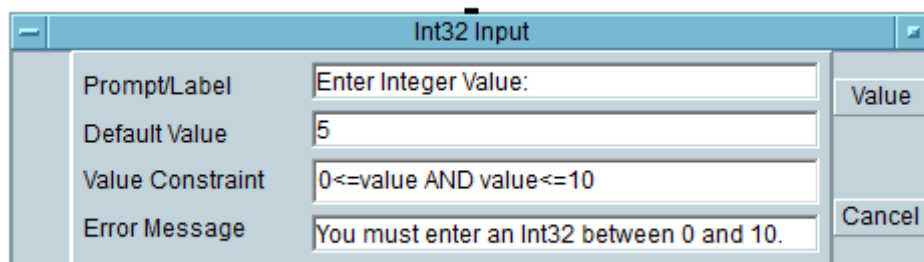 Int32 Input
Prompt/Label Enter Integer Value: Value
Default Value 5
Value Constraint 0<=value AND value<=10
Error Message You must enter an Int32 between 0 and 10. Cancel